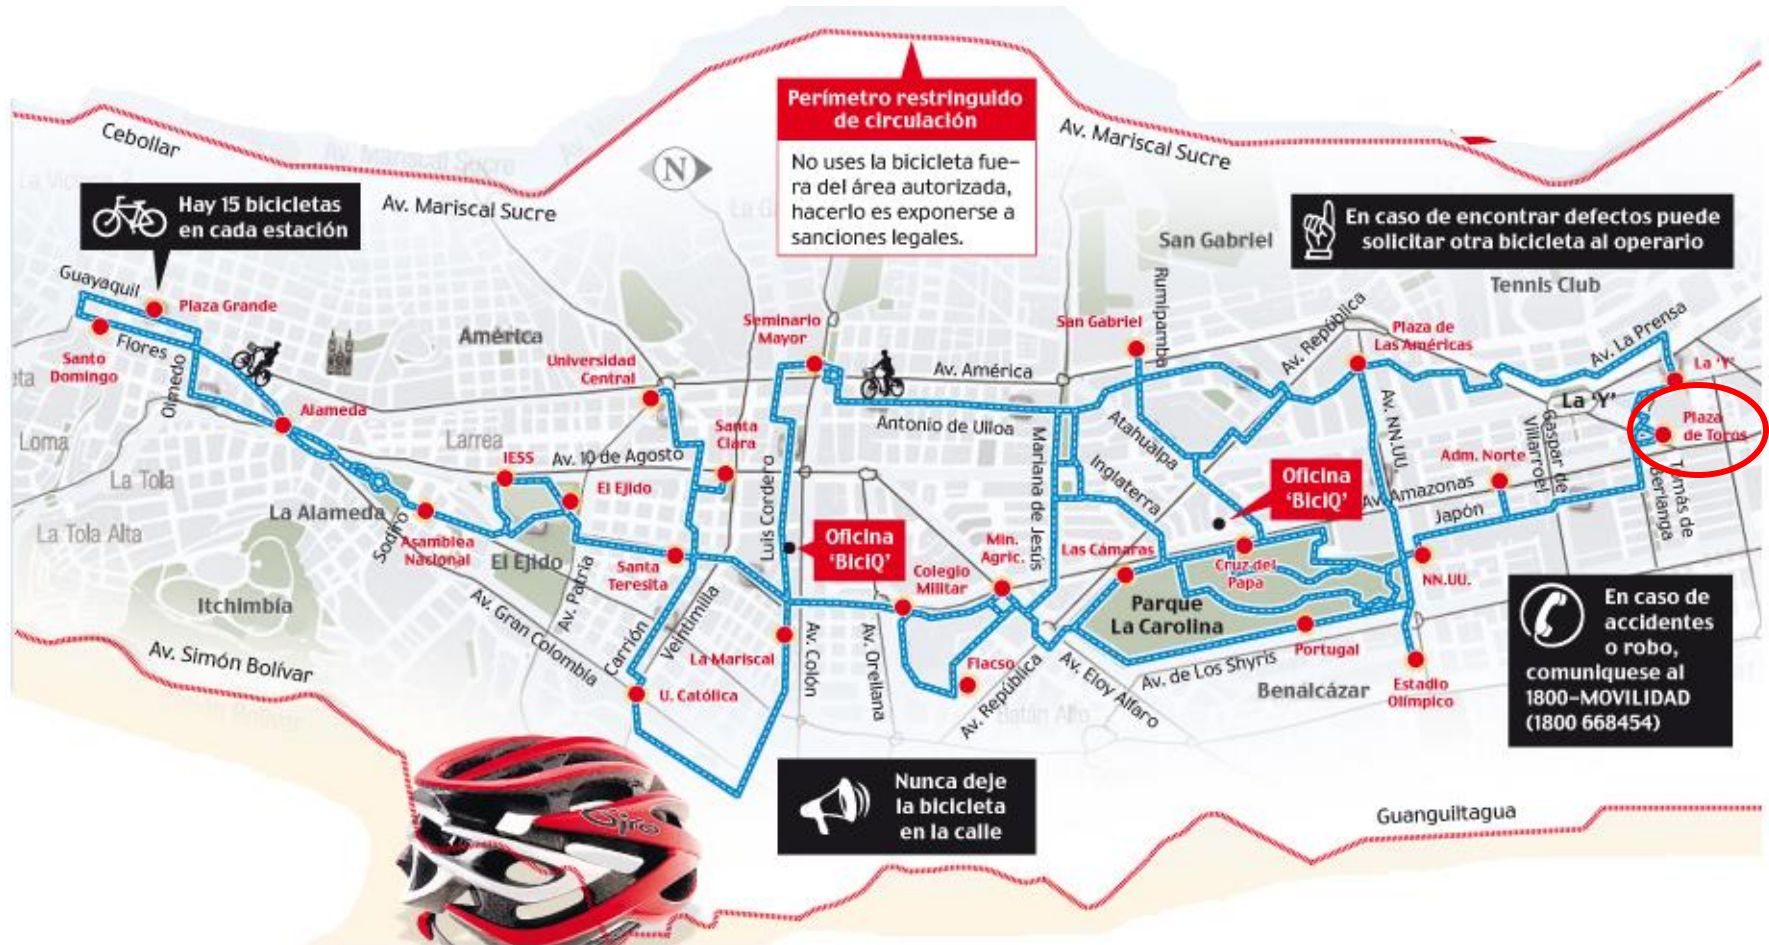 Cebollar
Av. Mariscal Sucre
Perímetro restringuido
de circulación
No uses la bicicleta fue-
ra del área autorizada,
hacerlo es exponerse a
sanciones legales.
Av. Mariscal Sucre
N
Hay 15 bicicletas
en cada estación
Av. Mariscal Sucre
En caso de encontrar defectos puede
solicitar otra bicicleta al operario
San Gabriel
Tennis Club
Guayaquil
Plaza Grande
Santo
Domingo
Flores
Olmedo
América
Universidad
Central
Seminario
Mayor
San Gabriel
Rumipamba
Av. República
Plaza de
Las Américas
Av. La Prensa
La 'Y'
La 'Y'
Plaza
de Toros
Av. América
Antonio de Ulloa
Alameda
Loma
La Tola
La Tola Alta
Larrea
IESS
Av. 10 de Agosto
Santa
Clara
El Ejido
Luis Cordero
Mariana de Jesús
Atahualpa
Inglaterra
Av. NN.UU.
Adm. Norte
Gaspar de
Villarroel
Tomás de
Berlanga
Av. Amazonas
Japón
Oficina
'BiciQ'
La Alameda
Sodiro
Asamblea
Nacional
El Ejido
Av. Patria
Santa
Teresita
Oficina
'BiciQ'
Colegio
Militar
Min.
Agric.
Las Cámaras
Cruz del
Papa
NN.UU.
Itchimbía
Av. Gran Colombia
Carrión
Veintimilla
La Mariscal
Av. Colón
Av. Orellana
Flacso
Av. República
Av. Eloy Alfaro
Parque
La Carolina
Portugal
Av. de Los Shyris
Benalcázar
Estadio
Olímpico
Batán Alto
U. Católica
Av. Simón Bolívar
En caso de
accidentes
o robo,
comuniquese al
1800-MOVILIDAD
(1800 668454)
Nunca deje
la bicicleta
en la calle
Guanguiltagua
Giro